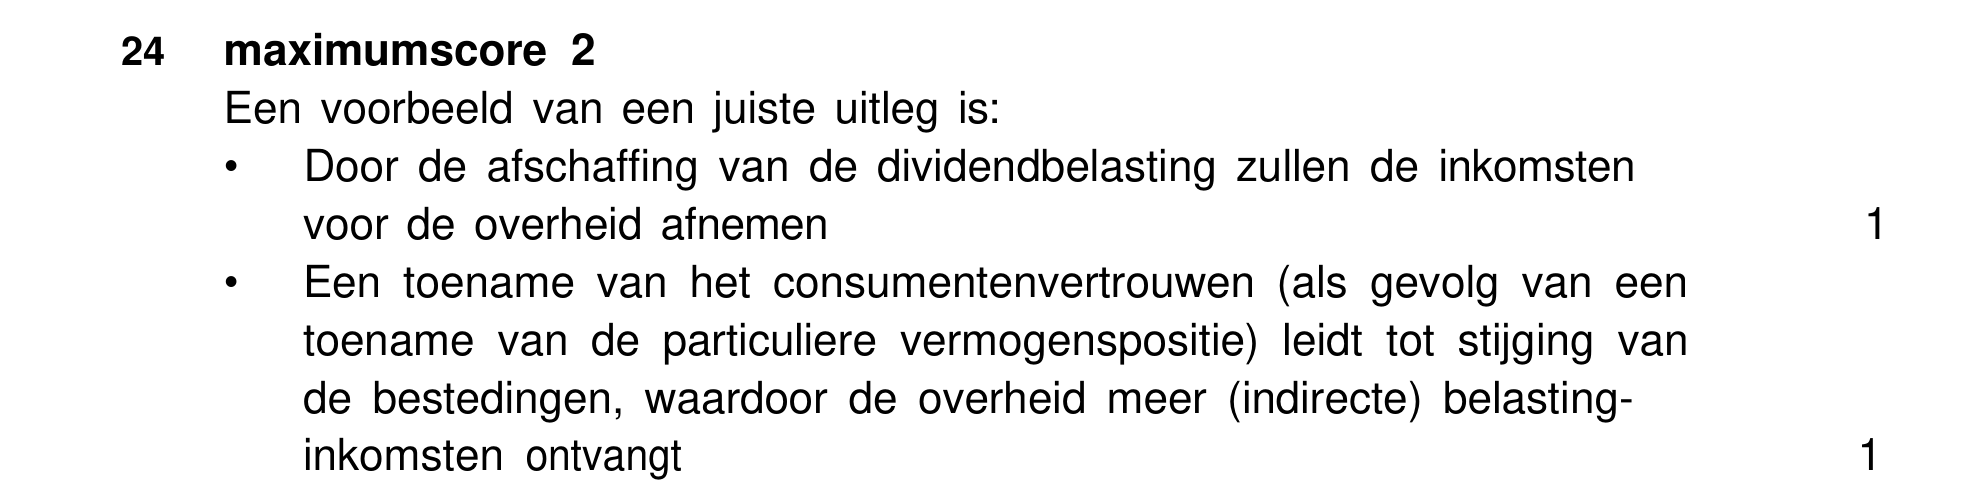 24 maximumscore 2
Een voorbeeld van een juiste uitleg is:
• Door de afschaffing van de dividendbelasting zullen de inkomsten
voor de overheid afnemen 1
• Een toename van het consumentenvertrouwen (als gevolg van een
toename van de particuliere vermogenspositie) leidt tot stijging van
de bestedingen, waardoor de overheid meer (indirecte) belasting-
inkomsten ontvangt 1